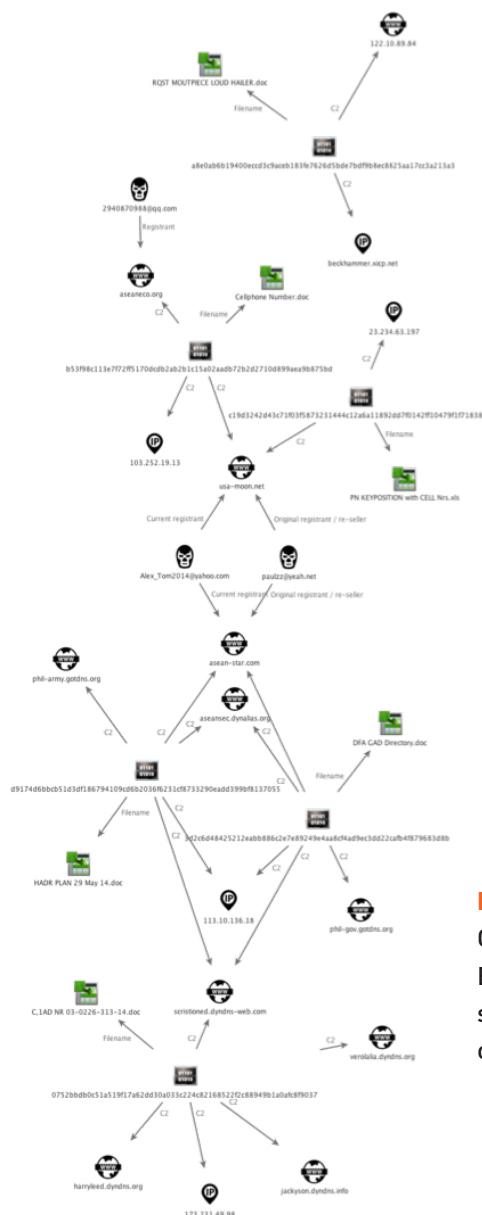 122.10.89.84
RQST MOUTPIECE LOUD HAILER.doc
Filename
C2
a8e0ab6b19400eccd3c9aceb183fe7626d5bde7bdf9b8ec8825aa17cc3a213a3
C2
2940870988@qq.com
Registrant
beckhammer.xicp.net
aseaneco.org
Cellphone Number.doc
C2
Filename
23.234.63.197
b53f98c113e7f72ff5170dcdb2ab2b1c15a02aadb72b2d2710d899aea9b875bd
C2
C2
C2
c19d3242d43c71f03f5873231444c12a6a11892dd7f0142ff10479f1f71838
C2
Filename
103.252.19.13
usa-moon.net
PN KEYPOSITION with CELL Nrs.xls
Current registrant
Original registrant / re-seller
Alex_Tom2014@yahoo.com
paulzz@yeah.net
Current registrant
Original registrant / re-seller
asean-star.com
phil-army.gotdns.org
aseansec.dynalias.org
C2
C2
C2
C2
C2
DFA GAD Directory.doc
Filename
d9174d6bbcb51d3df186794109cd6b2036f6231cf8733290eadd399bf8137055
Filename
C2
C2
3d2c6d48425212eabb886c2e7e89249e4aa8cf4ad9ec3dd22cafb4f879683d8b
C2
C2
C2
HADR PLAN 29 May 14.doc
113.10.136.18
phil-gov.gotdns.org
C,1AD NR 03-0226-313-14.doc
scristioned.dyndns-web.com
Filename
C2
verolalia.dyndns.org
0752bbdb0c51a519f17a62dd30a033c224c82168522f2c88949b1a0afc8f9037
C2
C2
C2
C2
harryleed.dyndns.org
jackyson.dyndns.info